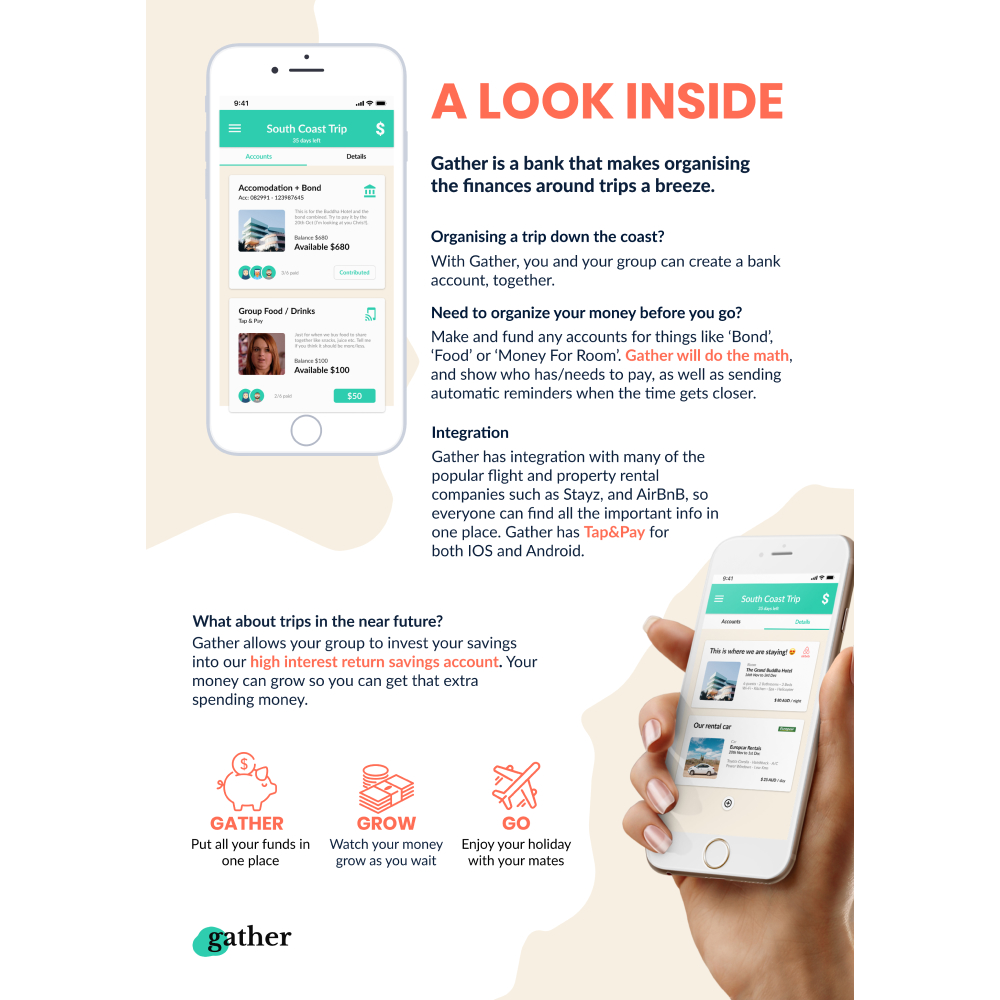 9:41
South Coast Trip
$
35 days left
Accounts Details
Accomodation + Bond
Acc: 082991 - 123987645
This is for the Buddha Hotel and the
bond combined. Try to pay it by the
20th Oct (I'm looking at you Chris!).
Balance $680
Available $680
3/6 paid Contributed
Group Food / Drinks
Tap & Pay
Just for when we buy food to share
together like snacks, juice etc. Tell me
if you think it should be more/less.
Balance $100
Available $100
2/6 paid $50
A LOOK INSIDE
Gather is a bank that makes organising
the finances around trips a breeze.
Organising a trip down the coast?
With Gather, you and your group can create a bank
account, together.
Need to organize your money before you go?
Make and fund any accounts for things like ‘Bond’,
‘Food’ or ‘Money For Room’. Gather will do the math,
and show who has/needs to pay, as well as sending
automatic reminders when the time gets closer.
Integration
Gather has integration with many of the
popular flight and property rental
companies such as Stayz, and AirBnB, so
everyone can find all the important info in
one place. Gather has Tap&Pay for
both IOS and Android.
What about trips in the near future?
Gather allows your group to invest your savings
into our high interest return savings account. Your
money can grow so you can get that extra
spending money.
9:41
South Coast Trip
$
35 days left
Accounts Details
This is where we are staying! 😍
The Grand Buddha Hotel
Our rental car
Europcar
Car
Europcar Rentals
$
GATHER
Put all your funds in
one place
GROW
Watch your money
grow as you wait
GO
Enjoy your holiday
with your mates
gather